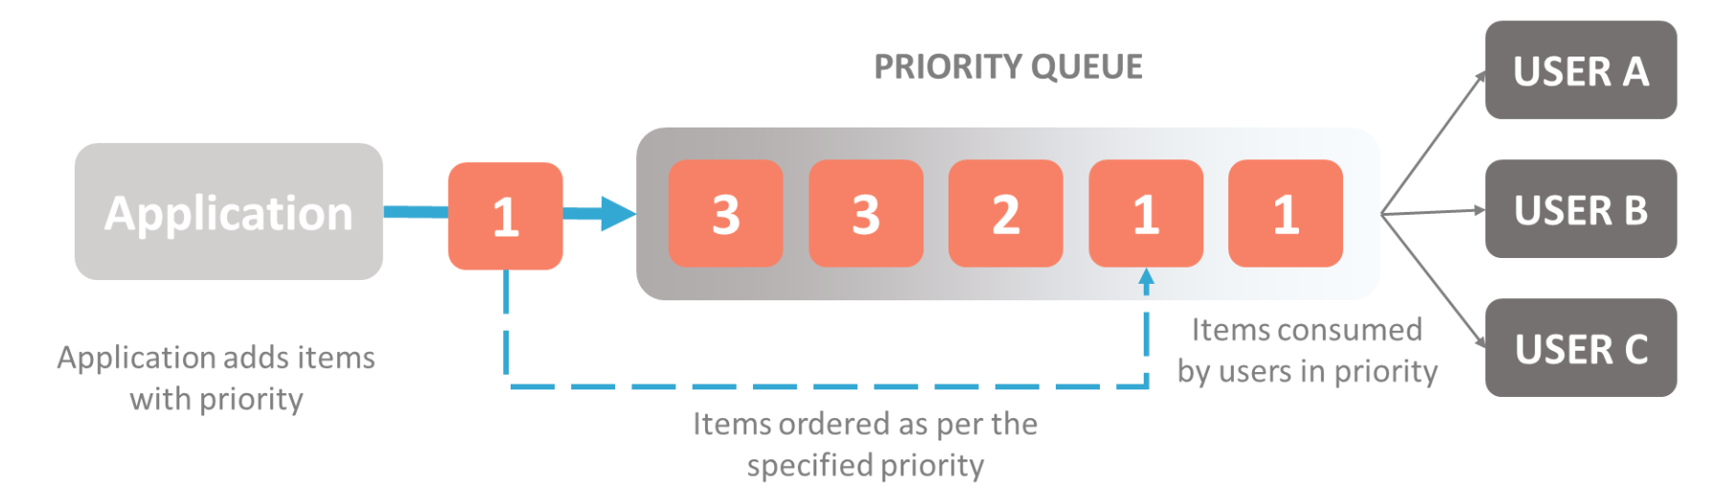 PRIORITY QUEUE
USER A
Application
1
3
3
2
1
1
USER B
USER C
Application adds items
with priority
Items ordered as per the
specified priority
Items consumed
by users in priority